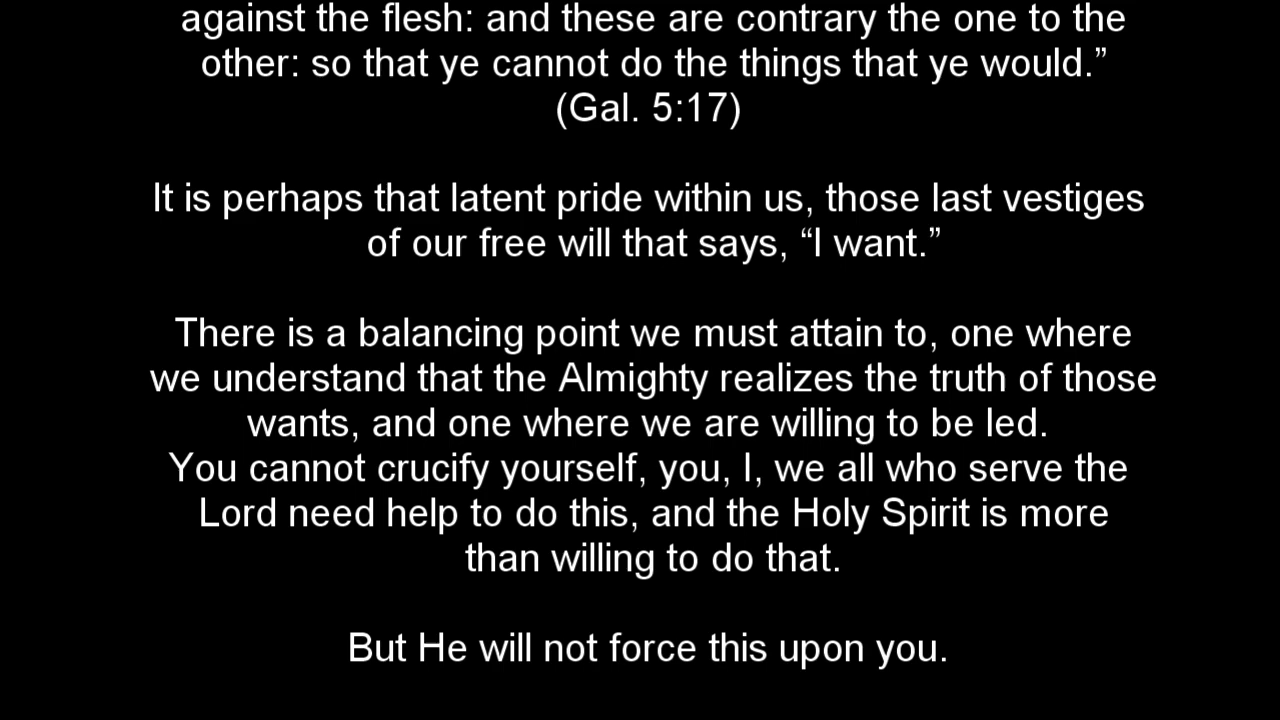 against the flesh: and these are contrary the one to the
other: so that ye cannot do the things that ye would.”
(Gal. 5:17)
It is perhaps that latent pride within us, those last vestiges
of our free will that says, “I want.”
There is a balancing point we must attain to, one where
we understand that the Almighty realizes the truth of those
wants, and one where we are willing to be led.
You cannot crucify yourself, you, I, we all who serve the
Lord need help to do this, and the Holy Spirit is more
than willing to do that.
But He will not force this upon you.